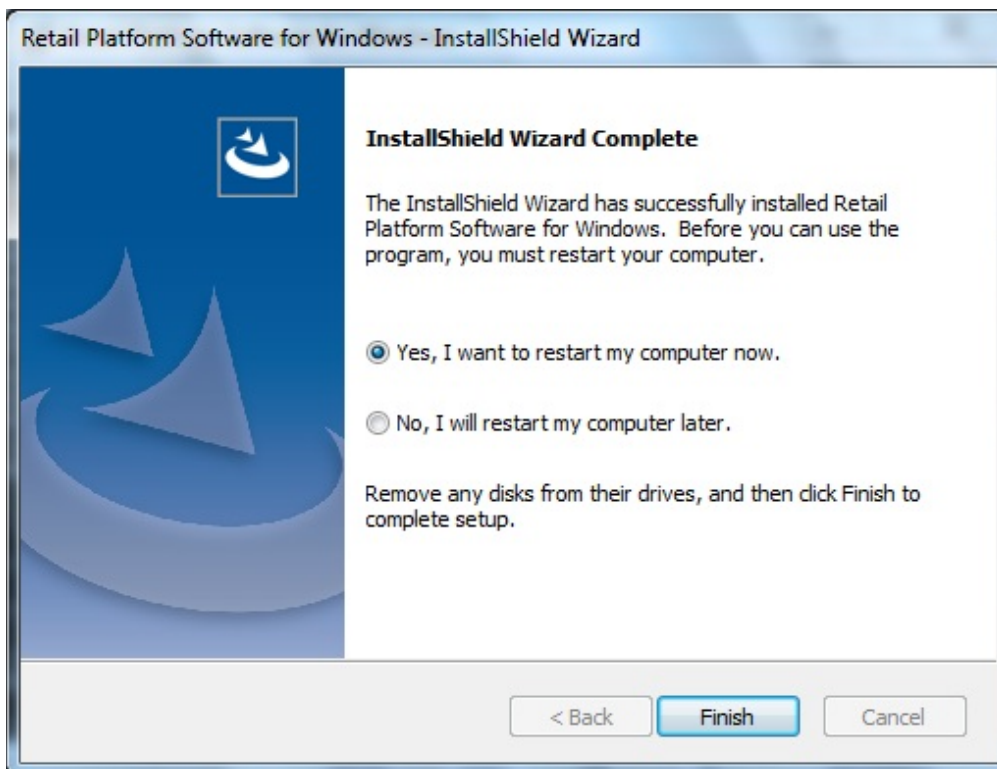 Retail Platform Software for Windows - InstallShield Wizard
InstallShield Wizard Complete
The InstallShield Wizard has successfully installed Retail
Platform Software for Windows.  Before you can use the
program, you must restart your computer.
Yes, I want to restart my computer now.
No, I will restart my computer later.
Remove any disks from their drives, and then click Finish to
complete setup.
< Back
Finish
Cancel